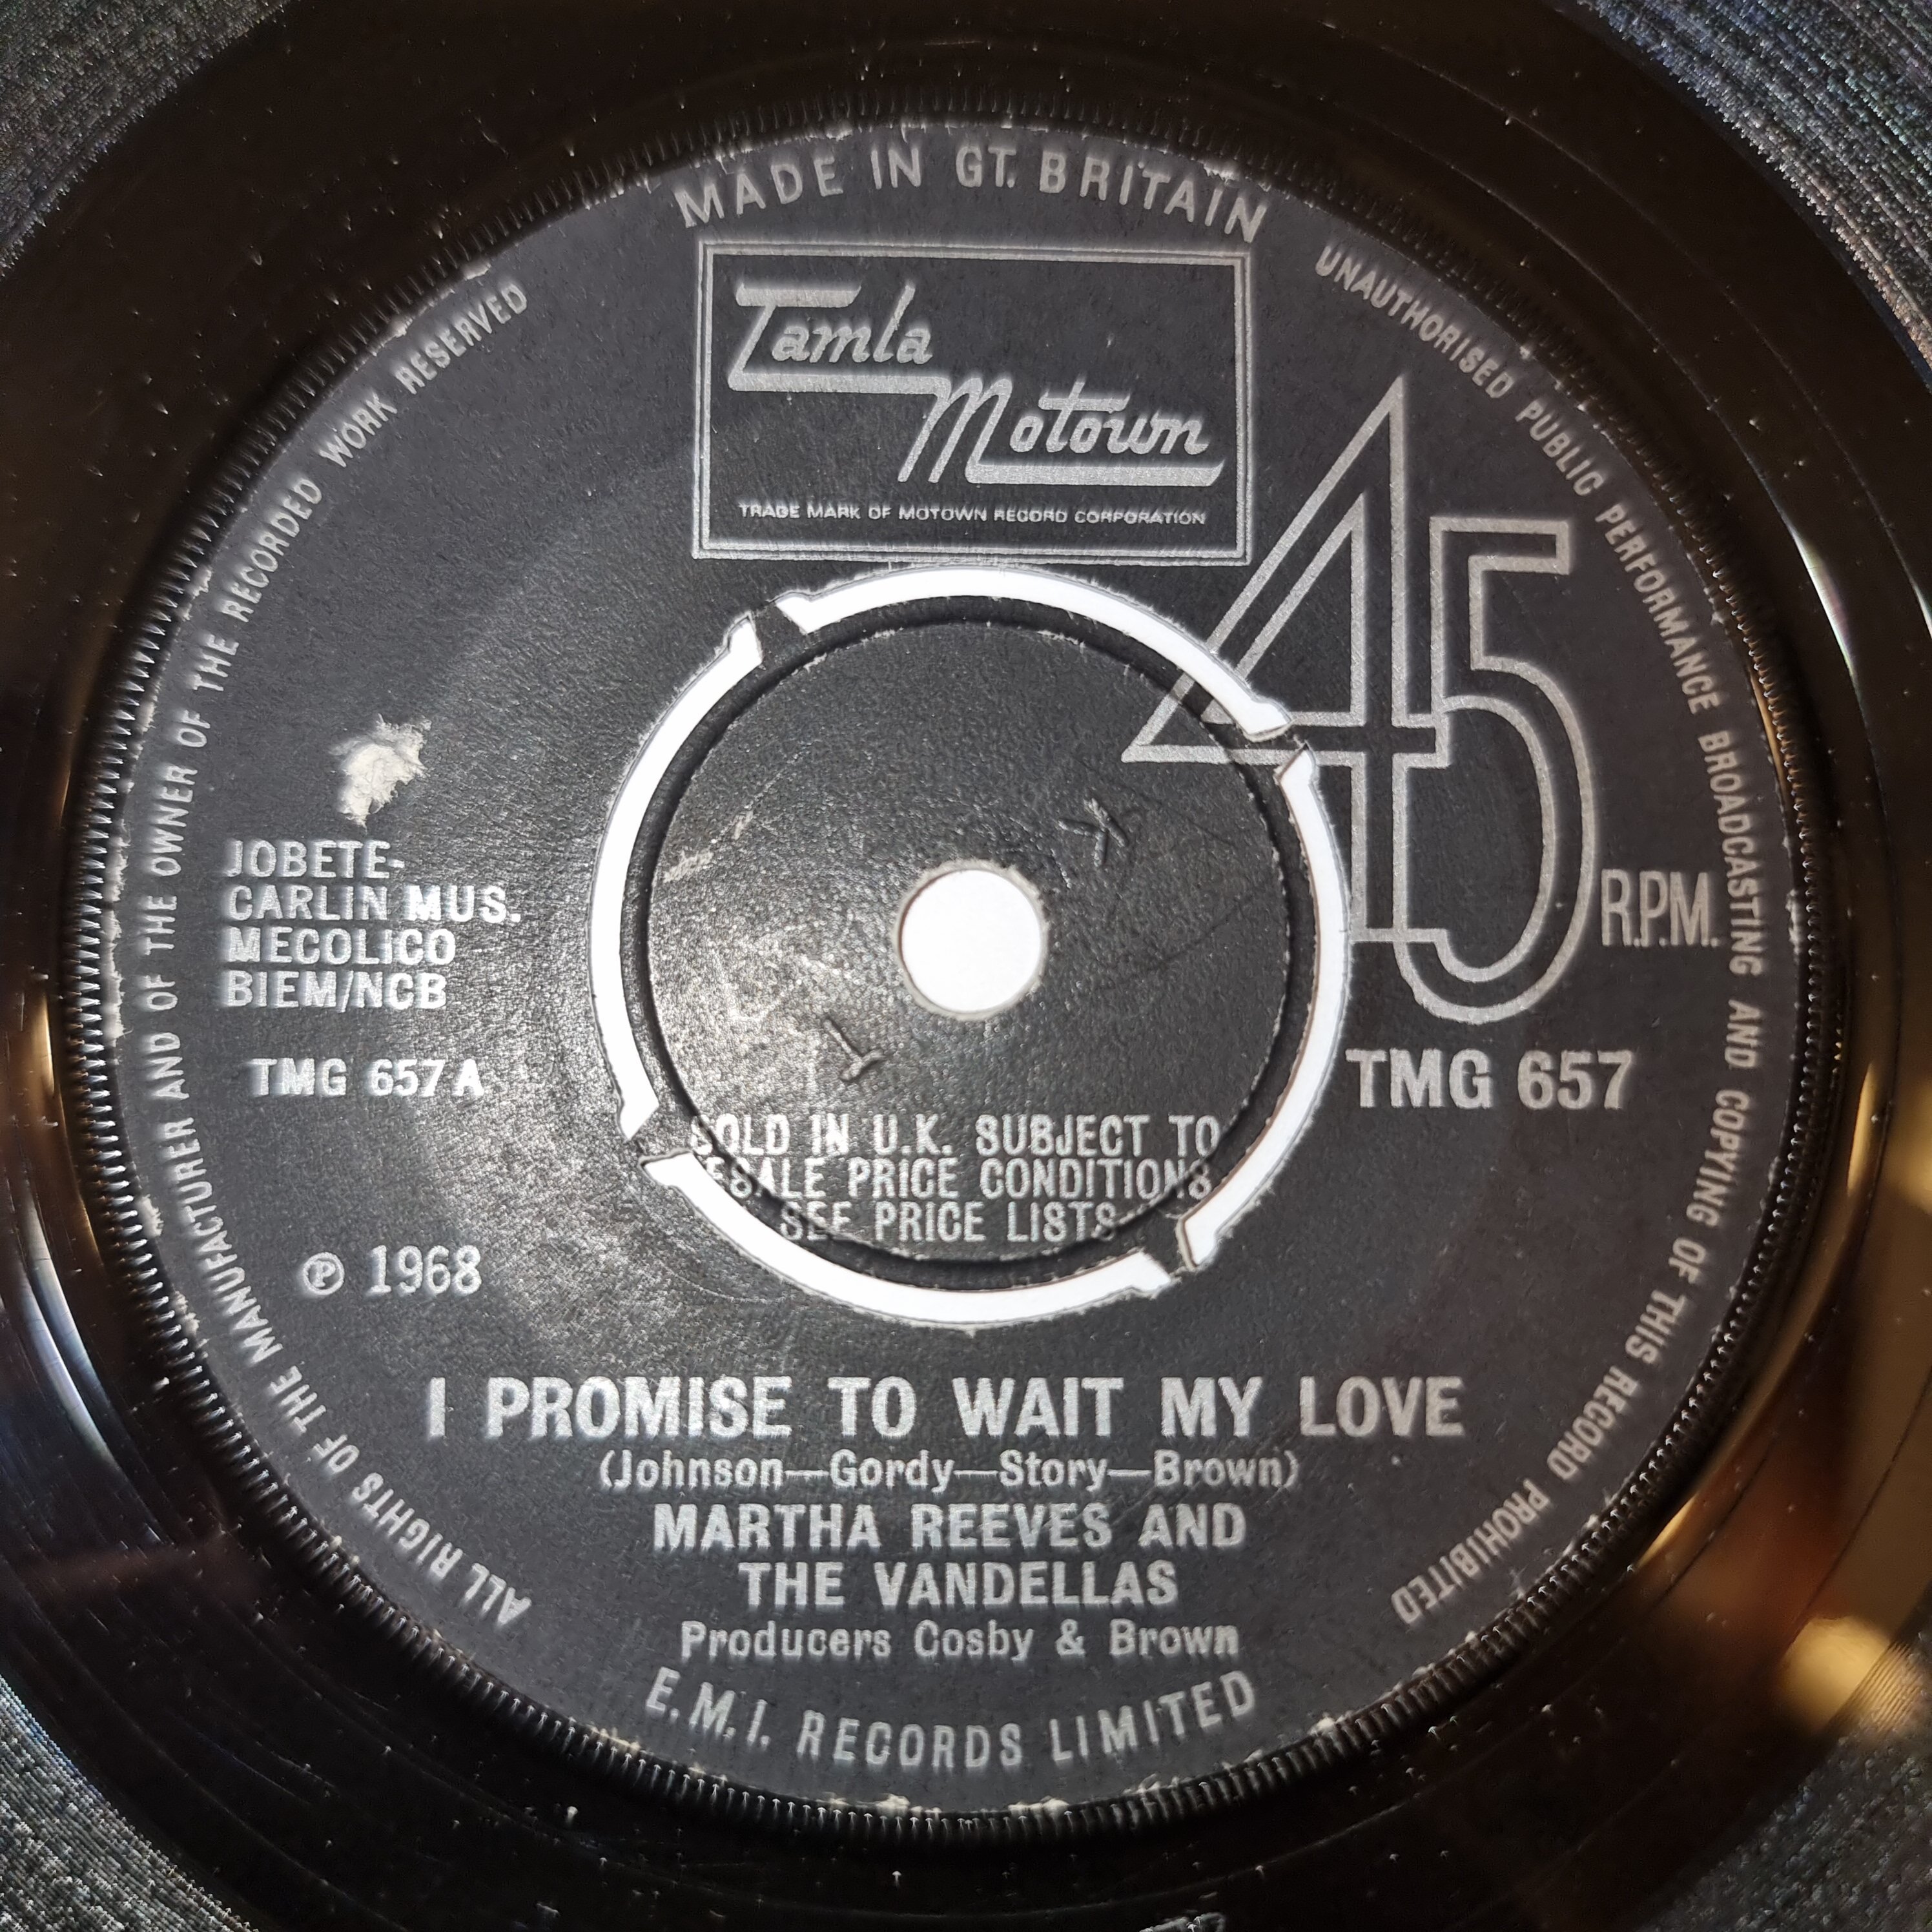 MADE IN GT. BRITAIN
UNAUTHORISED PUBLIC PERFORMANCE BROADCASTING AND COPYING OF THIS RECORD PROHIBITED
ALL RIGHTS OF THE MANUFACTURER AND OF THE OWNER OF THE RECORDED WORK RESERVED
Tamla
Motown
TRADE MARK OF MOTOWN RECORD CORPORATION
45
R.P.M.
JOBETE-
CARLIN MUS.
MECOLICO
BIEM/NCB
TMG 657A
TMG 657
SOLD IN U.K. SUBJECT TO
RESALE PRICE CONDITIONS
SEE PRICE LISTS
℗ 1968
I PROMISE TO WAIT MY LOVE
(Johnson—Gordy—Story—Brown)
MARTHA REEVES AND
THE VANDELLAS
Producers Cosby & Brown
E.M.I. RECORDS LIMITED